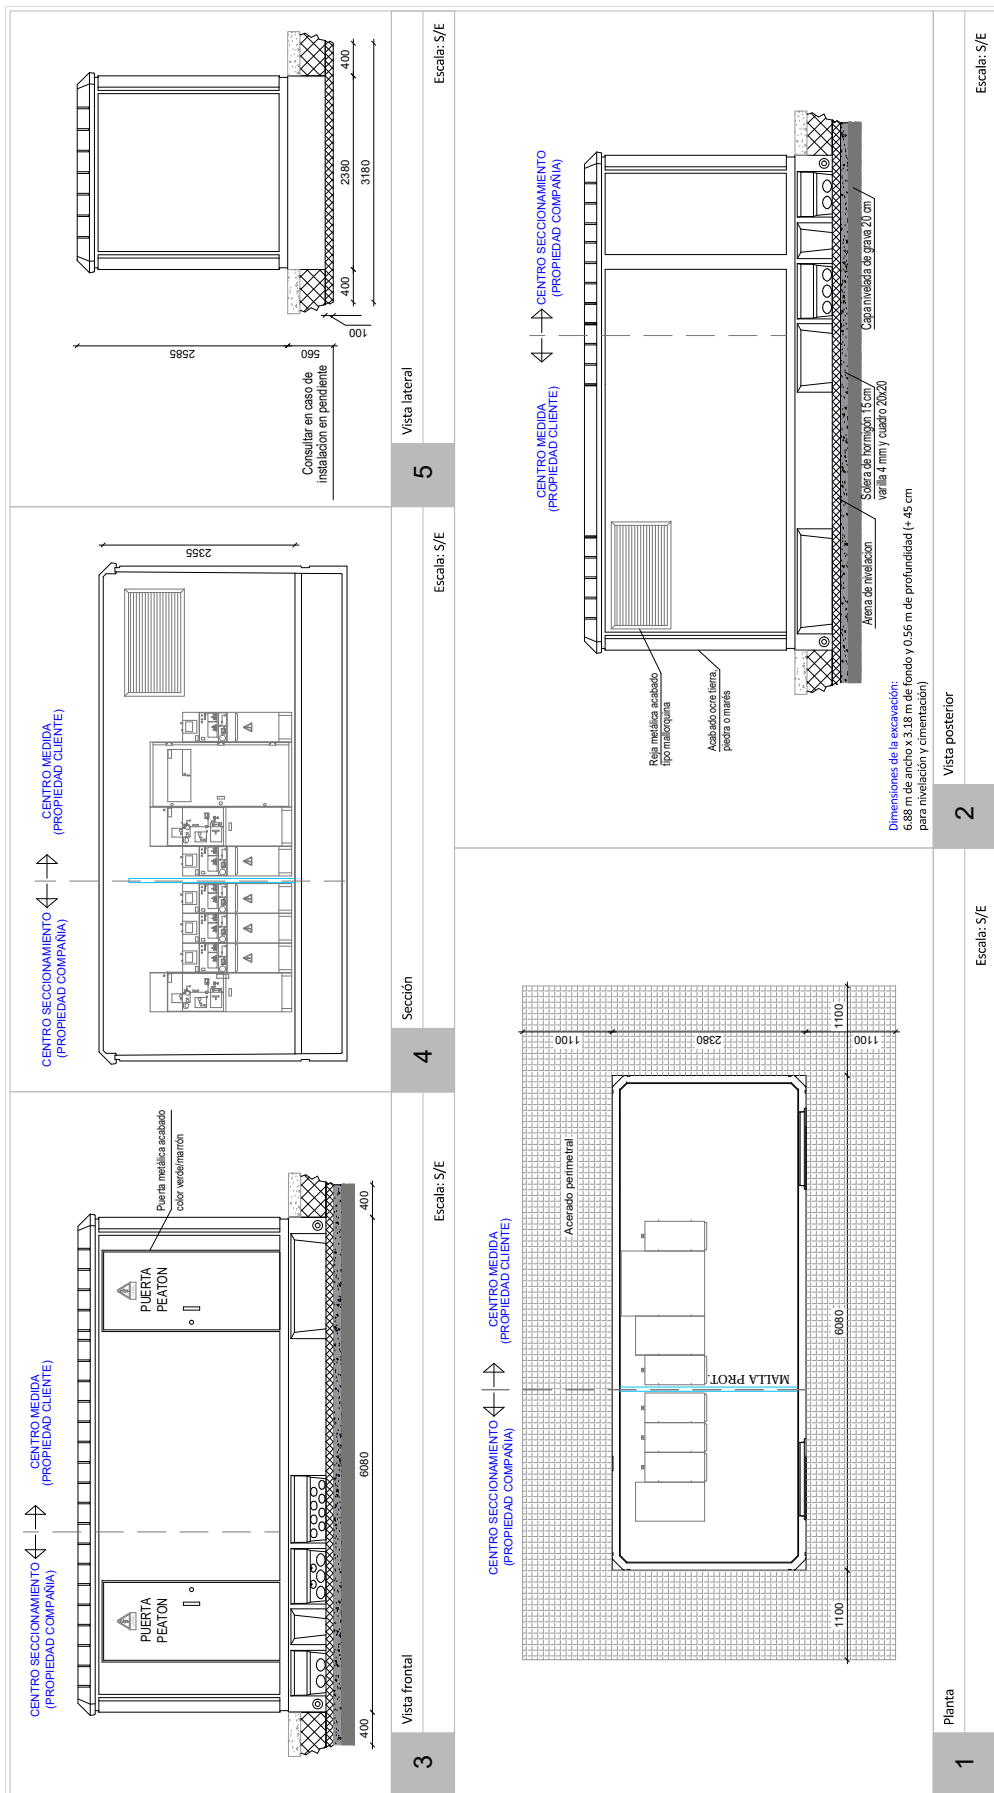 CENTRO SECCIONAMIENTO
(PROPIEDAD COMPAÑIA)
CENTRO MEDIDA
(PROPIEDAD CLIENTE)
PUERTA
PEATON
PUERTA
PEATON
Puerta metálica acabado
color verde/marrón
400
6080
400
3
Vista frontal
Escala: S/E
CENTRO SECCIONAMIENTO
(PROPIEDAD COMPAÑIA)
CENTRO MEDIDA
(PROPIEDAD CLIENTE)
2355
4
Sección
Escala: S/E
2585
560
Consultar en caso de
instalacion en pendiente
100
400
2380
400
3180
5
Vista lateral
Escala: S/E
CENTRO SECCIONAMIENTO
(PROPIEDAD COMPAÑIA)
CENTRO MEDIDA
(PROPIEDAD CLIENTE)
Acerado perimetral
1100
2380
1100
MALLA PROT.
1100
6080
1100
1
Planta
Escala: S/E
CENTRO MEDIDA
(PROPIEDAD CLIENTE)
CENTRO SECCIONAMIENTO
(PROPIEDAD COMPAÑIA)
Reja metálica acabado
tipo mallorquina
Acabado ocre tierra,
piedra o marés
Arena de nivelacion
Solera de hormigón 15 cm
varilla 4 mm y cuadro 20x20
Capa nivelada de grava 20 cm
Dimensiones de la excavación:
6.88 m de ancho x 3.18 m de fondo y 0.56 m de profundidad (+ 45 cm
para nivelación y cimentación)
2
Vista posterior
Escala: S/E